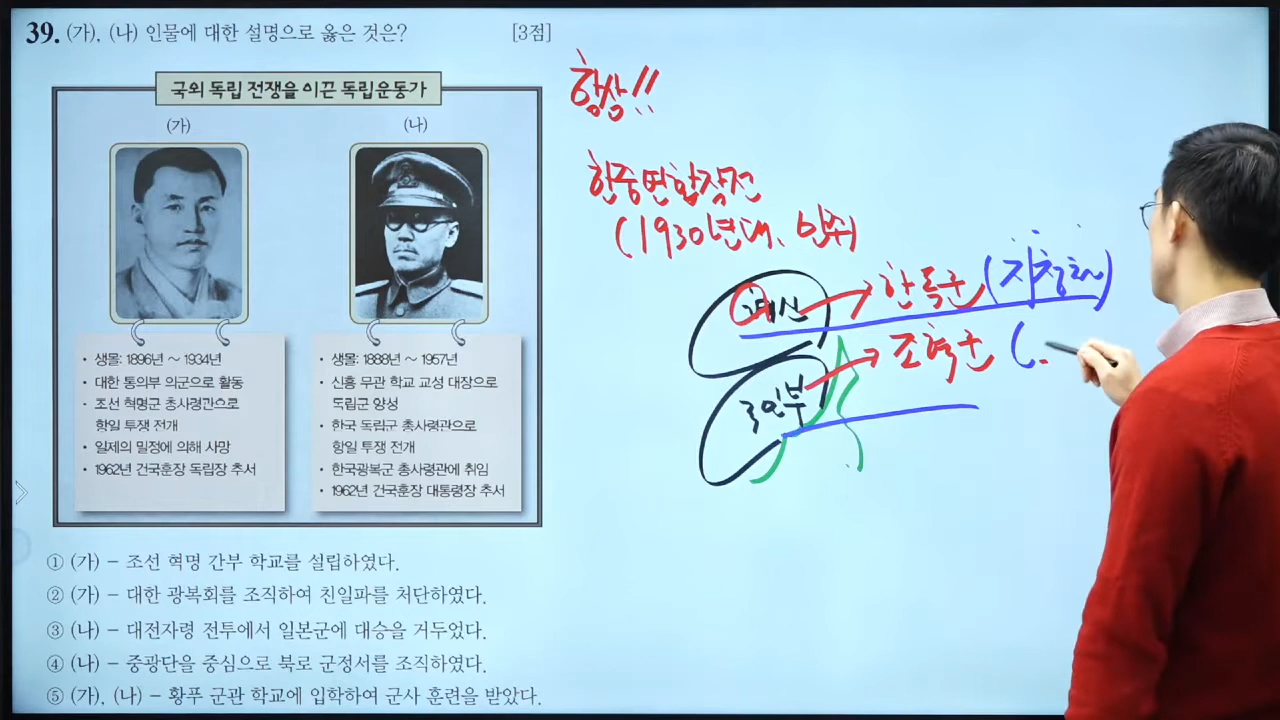 39. (가), (나) 인물에 대한 설명으로 옳은 것은? [3점]
국외 독립 전쟁을 이끈 독립운동가
(가)
• 생몰: 1896년 ~ 1934년
• 대한 통의부 의군으로 활동
• 조선 혁명군 총사령관으로
항일 투쟁 전개
• 일제의 밀정에 의해 사망
• 1962년 건국훈장 독립장 추서
(나)
• 생몰: 1888년 ~ 1957년
• 신흥 무관 학교 교성 대장으로
독립군 양성
• 한국 독립군 총사령관으로
항일 투쟁 전개
• 한국광복군 총사령관에 취임
• 1962년 건국훈장 대통령장 추서
① (가) - 조선 혁명 간부 학교를 설립하였다.
② (가) - 대한 광복회를 조직하여 친일파를 처단하였다.
③ (나) - 대전자령 전투에서 일본군에 대승을 거두었다.
④ (나) - 중광단을 중심으로 북로 군정서를 조직하였다.
⑤ (가), (나) - 황푸 군관 학교에 입학하여 군사 훈련을 받았다.
항상!!
한중연합작전
(1930년대, 만주)
혁신 → 한독군 (지청천)
국민부 → 조혁군 (